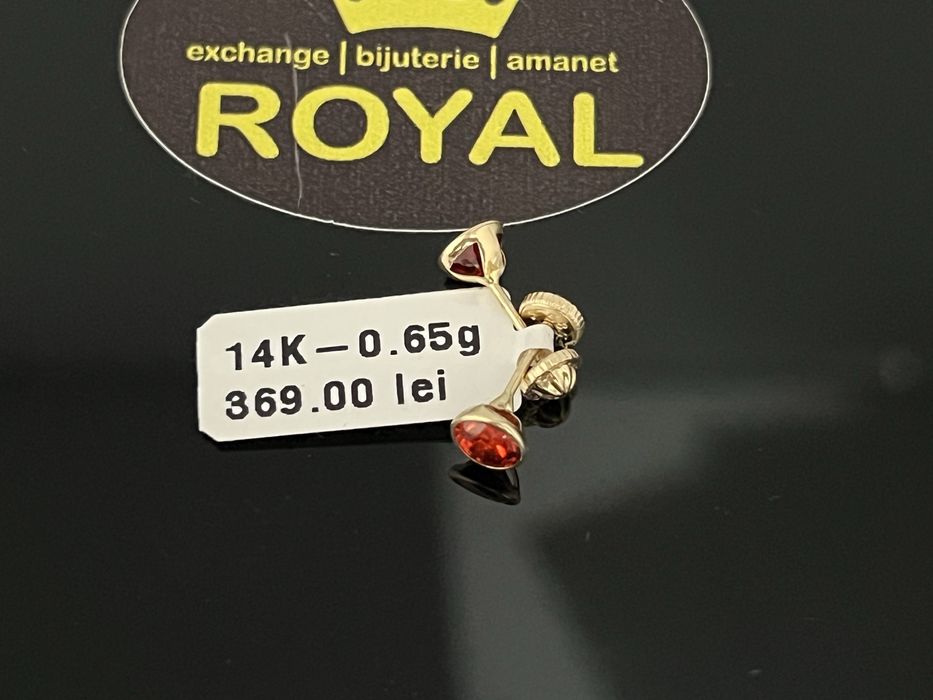 exchange | bijuterie | amanet
ROYAL
14K–0.65g
369.00 lei